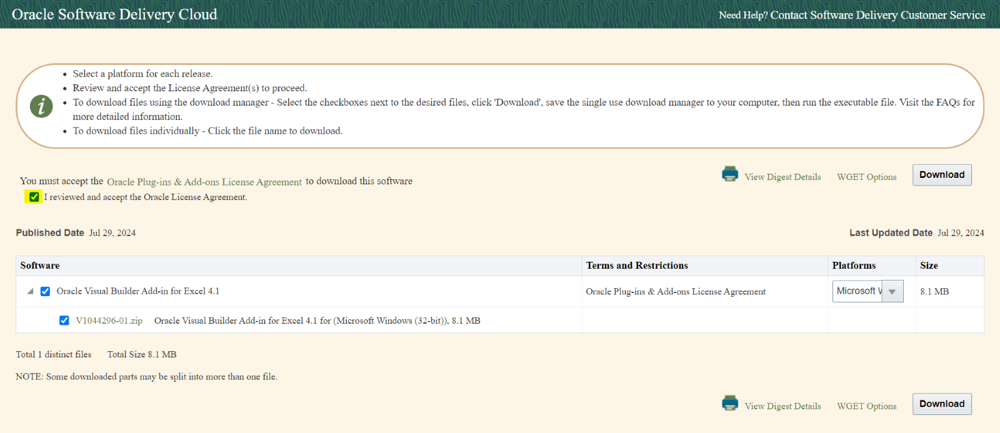 Oracle Software Delivery Cloud
Need Help? Contact Software Delivery Customer Service
• Select a platform for each release.
• Review and accept the License Agreement(s) to proceed.
• To download files using the download manager - Select the checkboxes next to the desired files, click 'Download', save the single use download manager to your computer, then run the executable file. Visit the FAQs for
more detailed information.
• To download files individually - Click the file name to download.
View Digest Details WGET Options Download
You must accept the Oracle Plug-ins & Add-ons License Agreement to download this software
I reviewed and accept the Oracle License Agreement.
Published Date Jul 29, 2024
Last Updated Date Jul 29, 2024
Software Terms and Restrictions Platforms Size
Oracle Visual Builder Add-in for Excel 4.1 Oracle Plug-ins & Add-ons License Agreement Microsoft 8.1 MB
V1044296-01.zip Oracle Visual Builder Add-in for Excel 4.1 for (Microsoft Windows (32-bit)), 8.1 MB
Total 1 distinct files Total Size 8.1 MB
NOTE: Some downloaded parts may be split into more than one file.
View Digest Details WGET Options Download